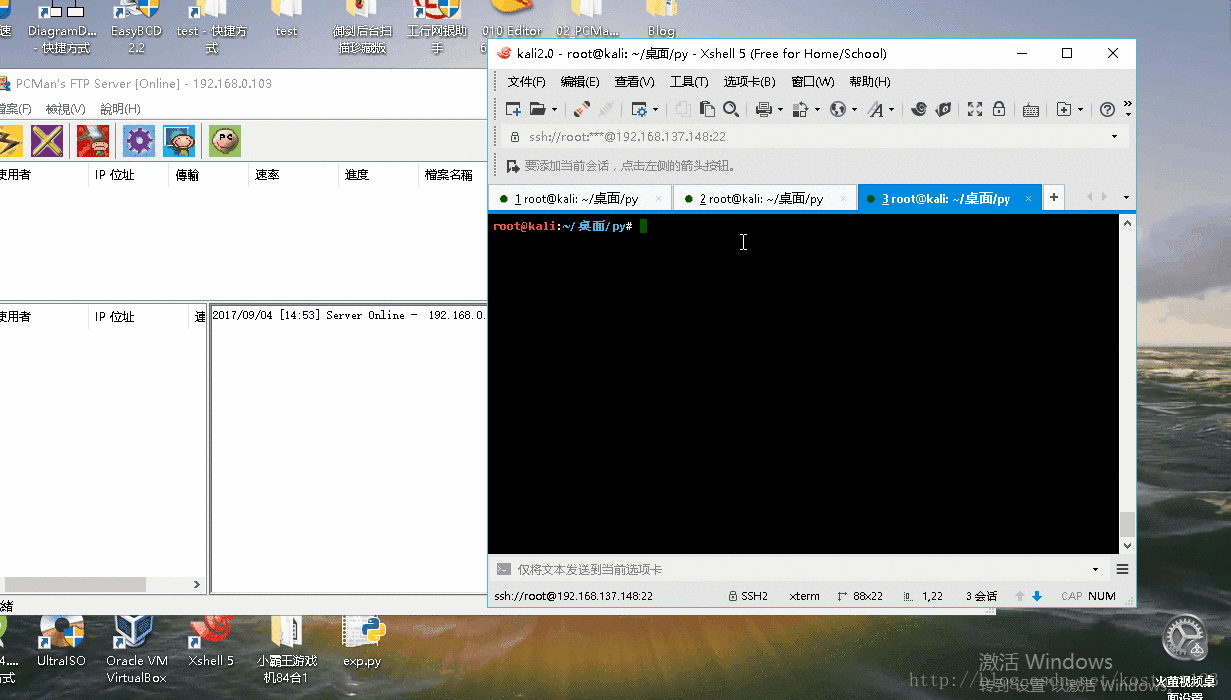 速
DiagramD...
- 快捷方式
EasyBCD
2.2
test - 快捷方
式
test
御剑后台扫
描珍藏版
工行网银助
手
010 Editor
02_PCMa...
Blog
PCMan's FTP Server [Online] - 192.168.0.103
檔案(F) 檢視(V) 說明(H)
使用者 IP 位址 傳輸 速率 進度 檔案名稱
使用者 IP 位址 速
2017/09/04 [14:53] Server Online - 192.168.0.
kali2.0 - root@kali: ~/桌面/py - Xshell 5 (Free for Home/School)
文件(F) 编辑(E) 查看(V) 工具(T) 选项卡(B) 窗口(W) 帮助(H)
ssh://root:***@192.168.137.148:22
要添加当前会话，点击左侧的箭头按钮。
1 root@kali: ~/桌面/py × 2 root@kali: ~/桌面/py × 3 root@kali: ~/桌面/py × +
root@kali:~/桌面/py#
仅将文本发送到当前选项卡
ssh://root@192.168.137.148:22 SSH2 xterm 88x22 1,22 3 会话 CAP NUM
绪
4....
式
UltraISO
Oracle VM
VirtualBox
Xshell 5
小霸王游戏
机84合1
exp.py
激活 Windows
转到"设置"以激活 Windows
火萤视频桌
面设置